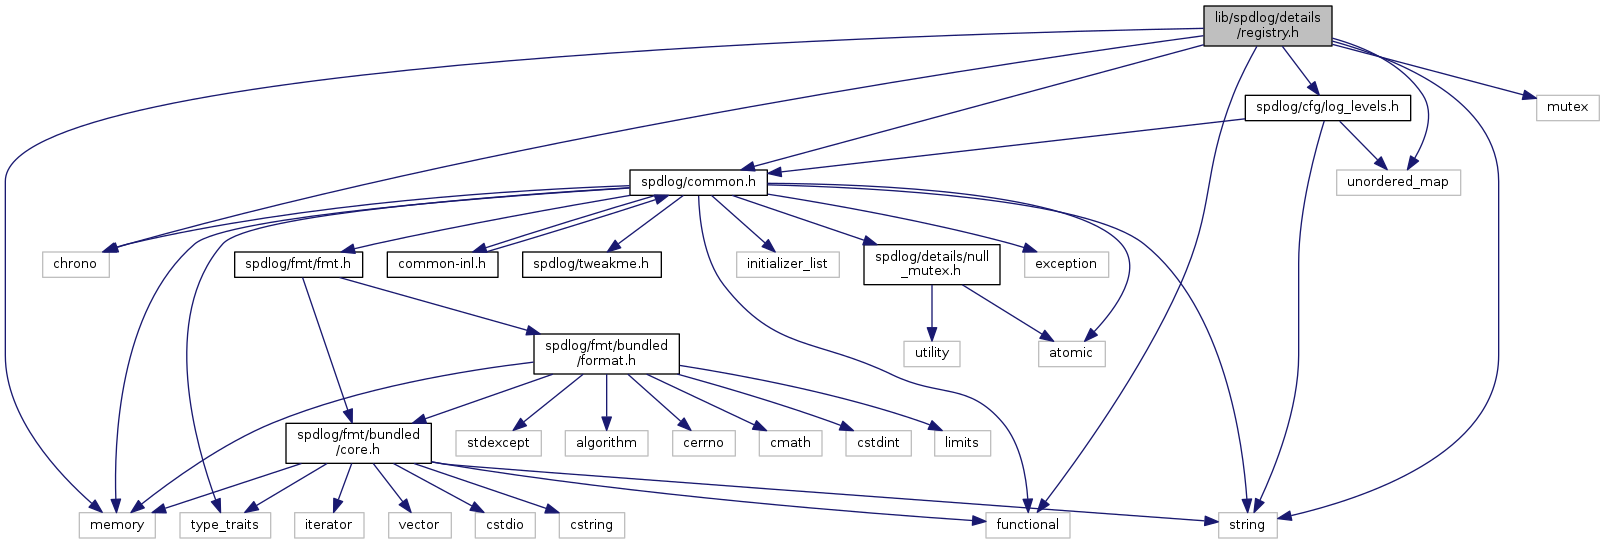 lib/spdlog/details
/registry.h
spdlog/cfg/log_levels.h
mutex
spdlog/common.h
unordered_map
chrono
spdlog/fmt/fmt.h
common-inl.h
spdlog/tweakme.h
initializer_list
spdlog/details/null
_mutex.h
exception
spdlog/fmt/bundled
/format.h
utility
atomic
spdlog/fmt/bundled
/core.h
stdexcept
algorithm
cerrno
cmath
cstdint
limits
memory
type_traits
iterator
vector
cstdio
cstring
functional
string